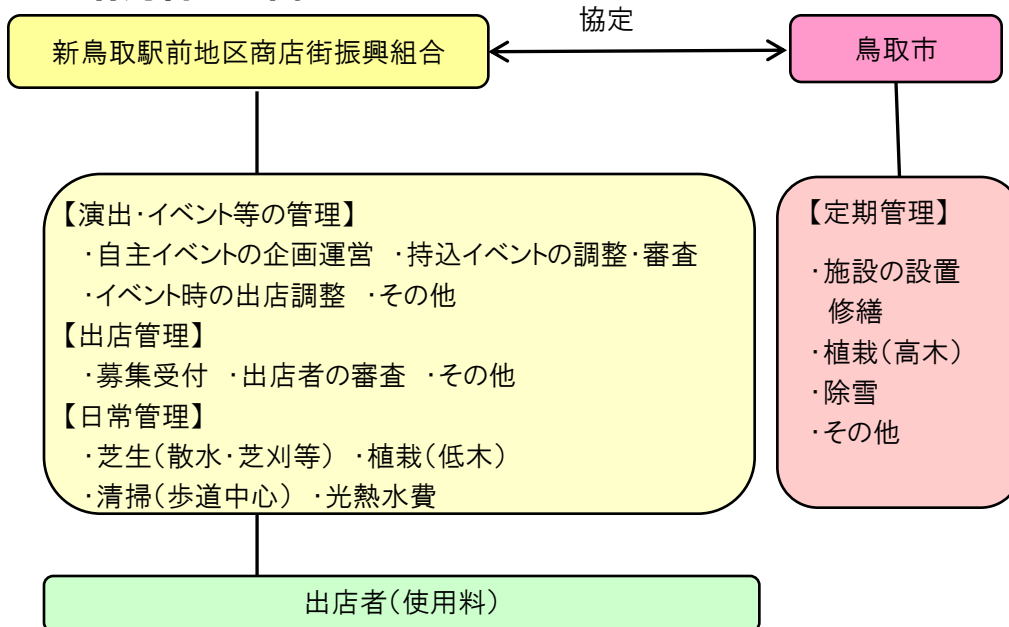 協定
新鳥取駅前地区商店街振興組合
鳥取市
【演出・イベント等の管理】
・自主イベントの企画運営 ・持込イベントの調整・審査
・イベント時の出店調整 ・その他
【出店管理】
・募集受付 ・出店者の審査 ・その他
【日常管理】
・芝生（散水・芝刈等） ・植栽（低木）
・清掃（歩道中心） ・光熱水費
【定期管理】
・施設の設置
修繕
・植栽（高木）
・除雪
・その他
出店者（使用料）